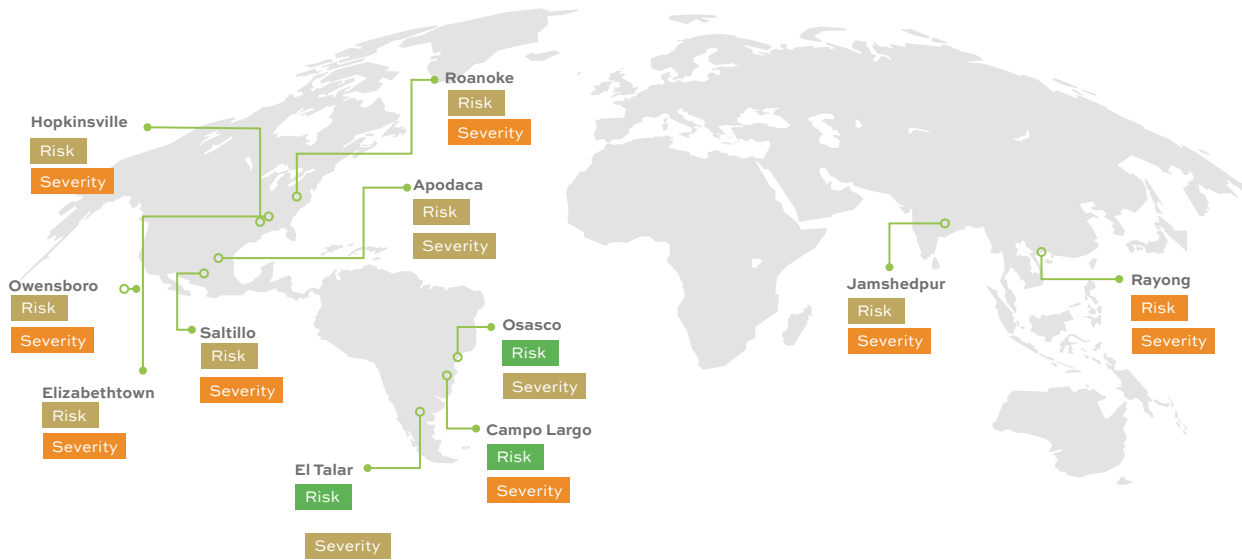 Roanoke
Risk
Severity
Hopkinsville
Risk
Severity
Apodaca
Risk
Severity
Owensboro
Risk
Severity
Saltillo
Risk
Severity
Elizabethtown
Risk
Severity
Osasco
Risk
Severity
Campo Largo
Risk
Severity
El Talar
Risk
Severity
Jamshedpur
Risk
Severity
Rayong
Risk
Severity